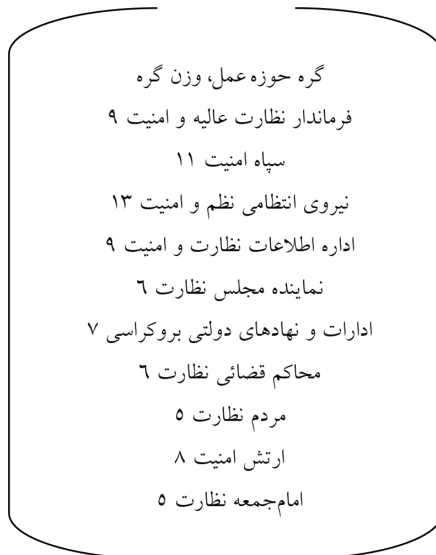 گره حوزه عمل، وزن گره
فرماندار نظارت عالیه و امنیت ۹
سپاه امنیت ۱۱
نیروی انتظامی نظم و امنیت ۱۳
اداره اطلاعات نظارت و امنیت ۹
نماینده مجلس نظارت ٦
ادارات و نهادهای دولتی بروکراسی ۷
محاکم قضائی نظارت ٦
مردم نظارت ٥
ارتش امنیت ۸
امام‌جمعه نظارت ٥